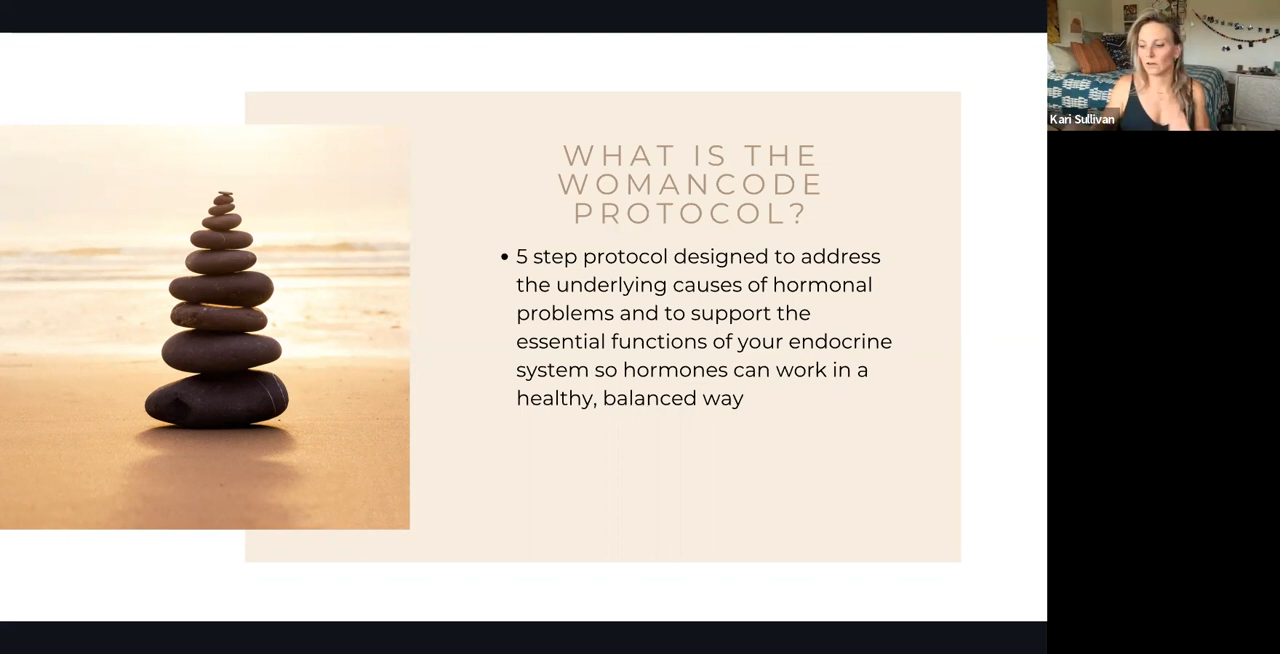 WHAT IS THE
WOMANCODE
PROTOCOL?
• 5 step protocol designed to address
the underlying causes of hormonal
problems and to support the
essential functions of your endocrine
system so hormones can work in a
healthy, balanced way
Kari Sullivan